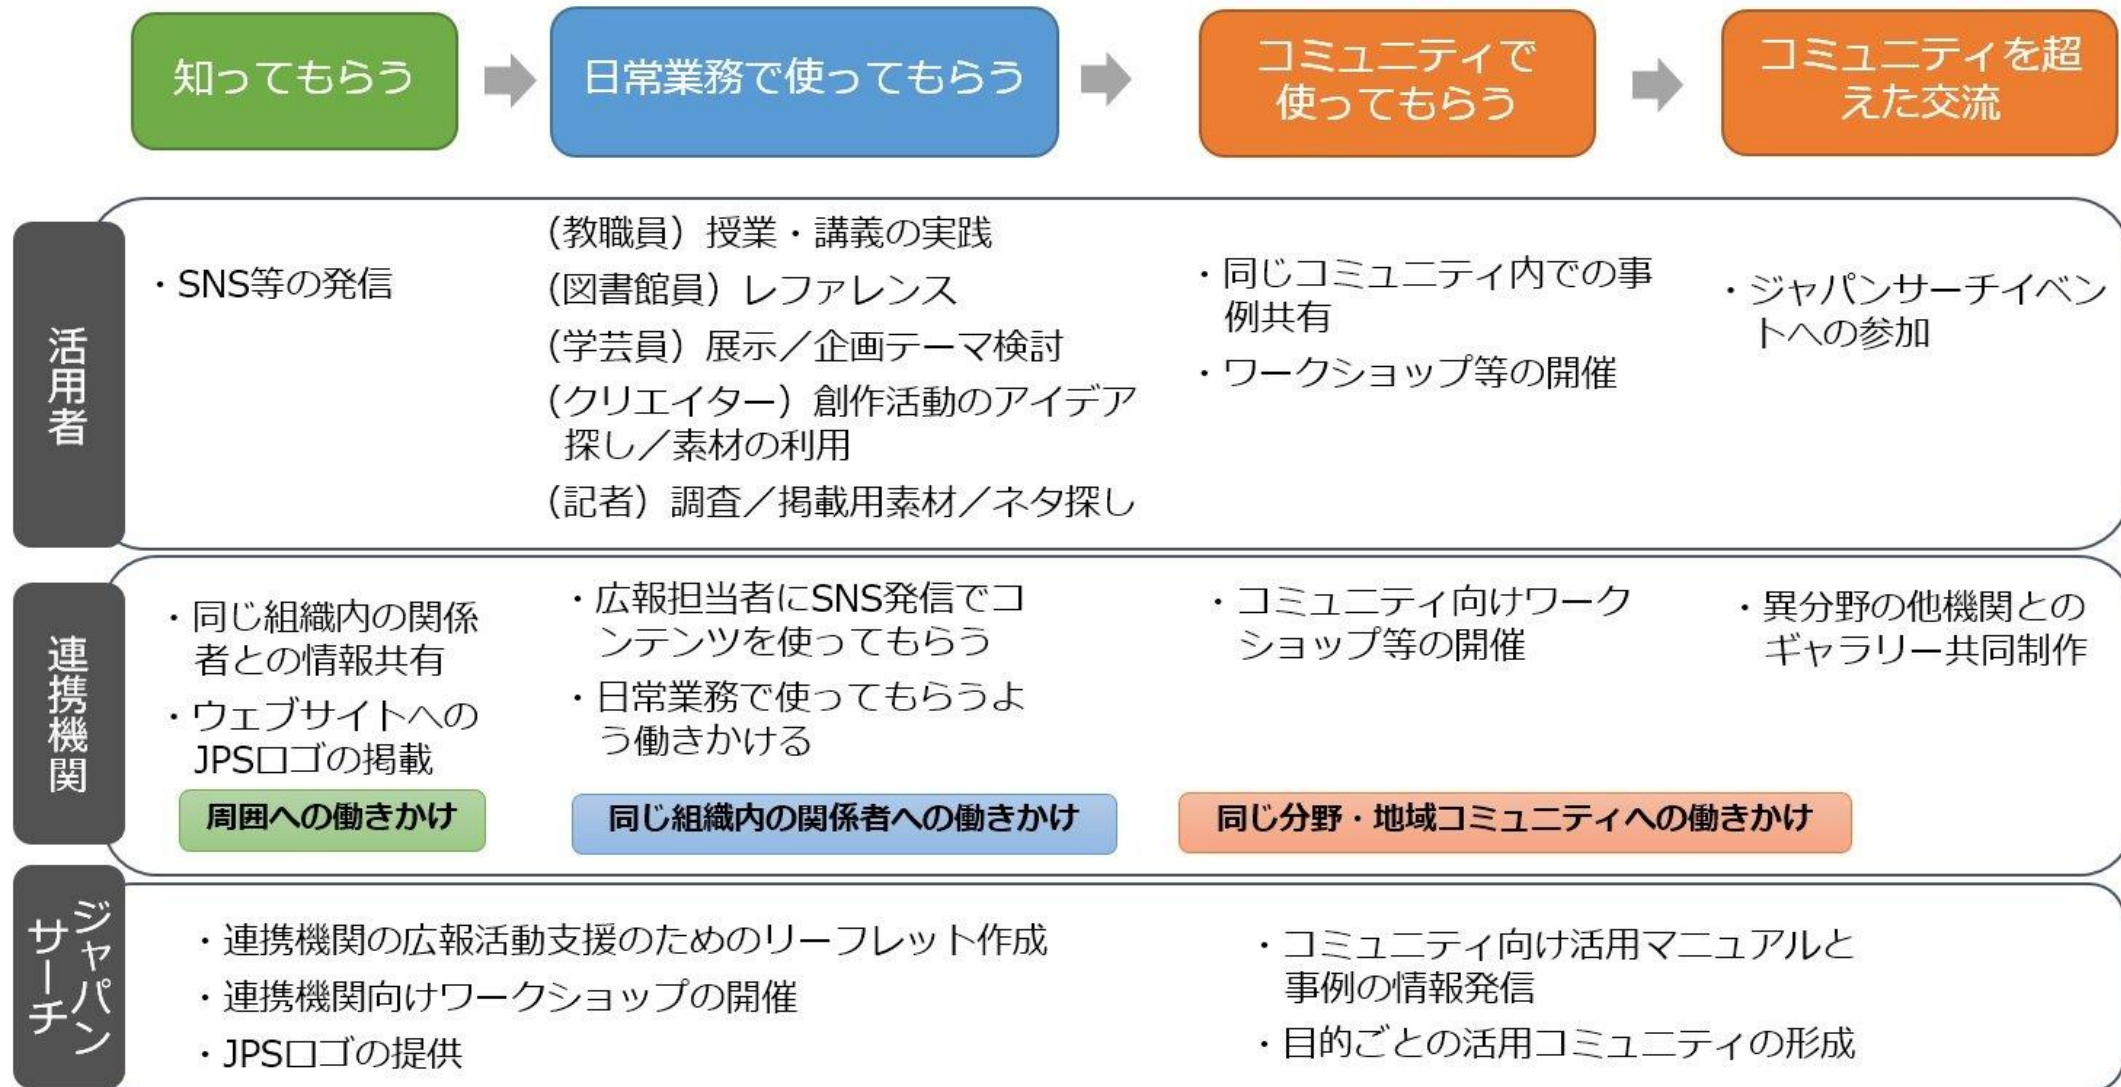 知ってもらう
日常業務で使ってもらう
コミュニティで
使ってもらう
コミュニティを超
えた交流
活用者
・SNS等の発信
（教職員）授業・講義の実践
（図書館員）レファレンス
（学芸員）展示／企画テーマ検討
（クリエイター）創作活動のアイデア
探し／素材の利用
（記者）調査／掲載用素材／ネタ探し
・同じコミュニティ内での事
例共有
・ワークショップ等の開催
・ジャパンサーチイベン
トへの参加
連携機関
・同じ組織内の関係
者との情報共有
・ウェブサイトへの
JPSロゴの掲載
周囲への働きかけ
・広報担当者にSNS発信でコ
ンテンツを使ってもらう
・日常業務で使ってもらうよ
う働きかける
同じ組織内の関係者への働きかけ
・コミュニティ向けワーク
ショップ等の開催
・異分野の他機関との
ギャラリー共同制作
同じ分野・地域コミュニティへの働きかけ
ジャパン
サーチ
・連携機関の広報活動支援のためのリーフレット作成
・連携機関向けワークショップの開催
・JPSロゴの提供
・コミュニティ向け活用マニュアルと
事例の情報発信
・目的ごとの活用コミュニティの形成